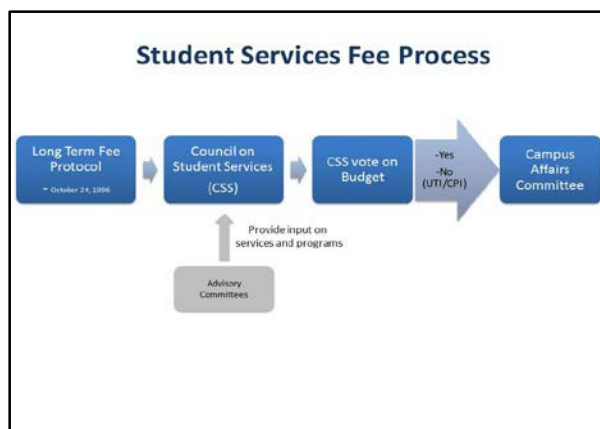 Student Services Fee Process
Long Term Fee
Protocol
- October 24, 1996
Council on
Student Services
(CSS)
CSS vote on
Budget
-Yes
-No
(UTI/CPI)
Campus
Affairs
Committee
Provide input on
services and programs
Advisory
Committees